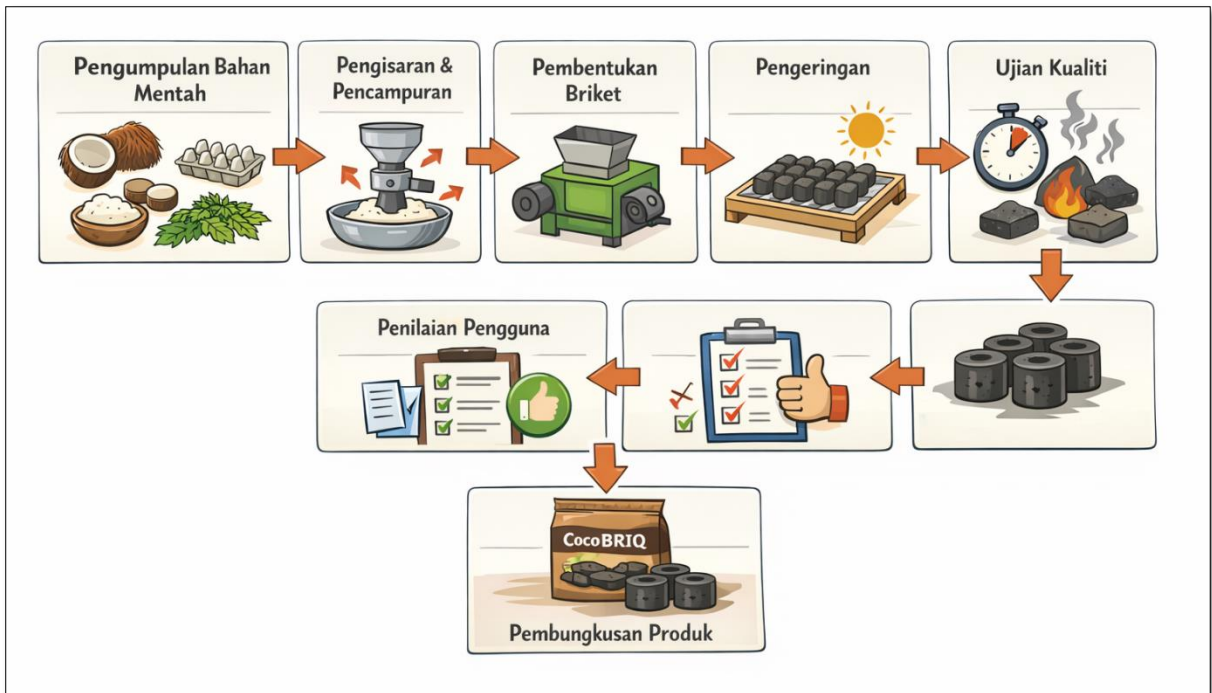 Pengumpulan Bahan
Mentah
Pengisaran &
Pencampuran
Pembentukan
Briket
Pengeringan
Ujian Kualiti
Penilaian Pengguna
CocoBRIQ
Pembungkusan Produk